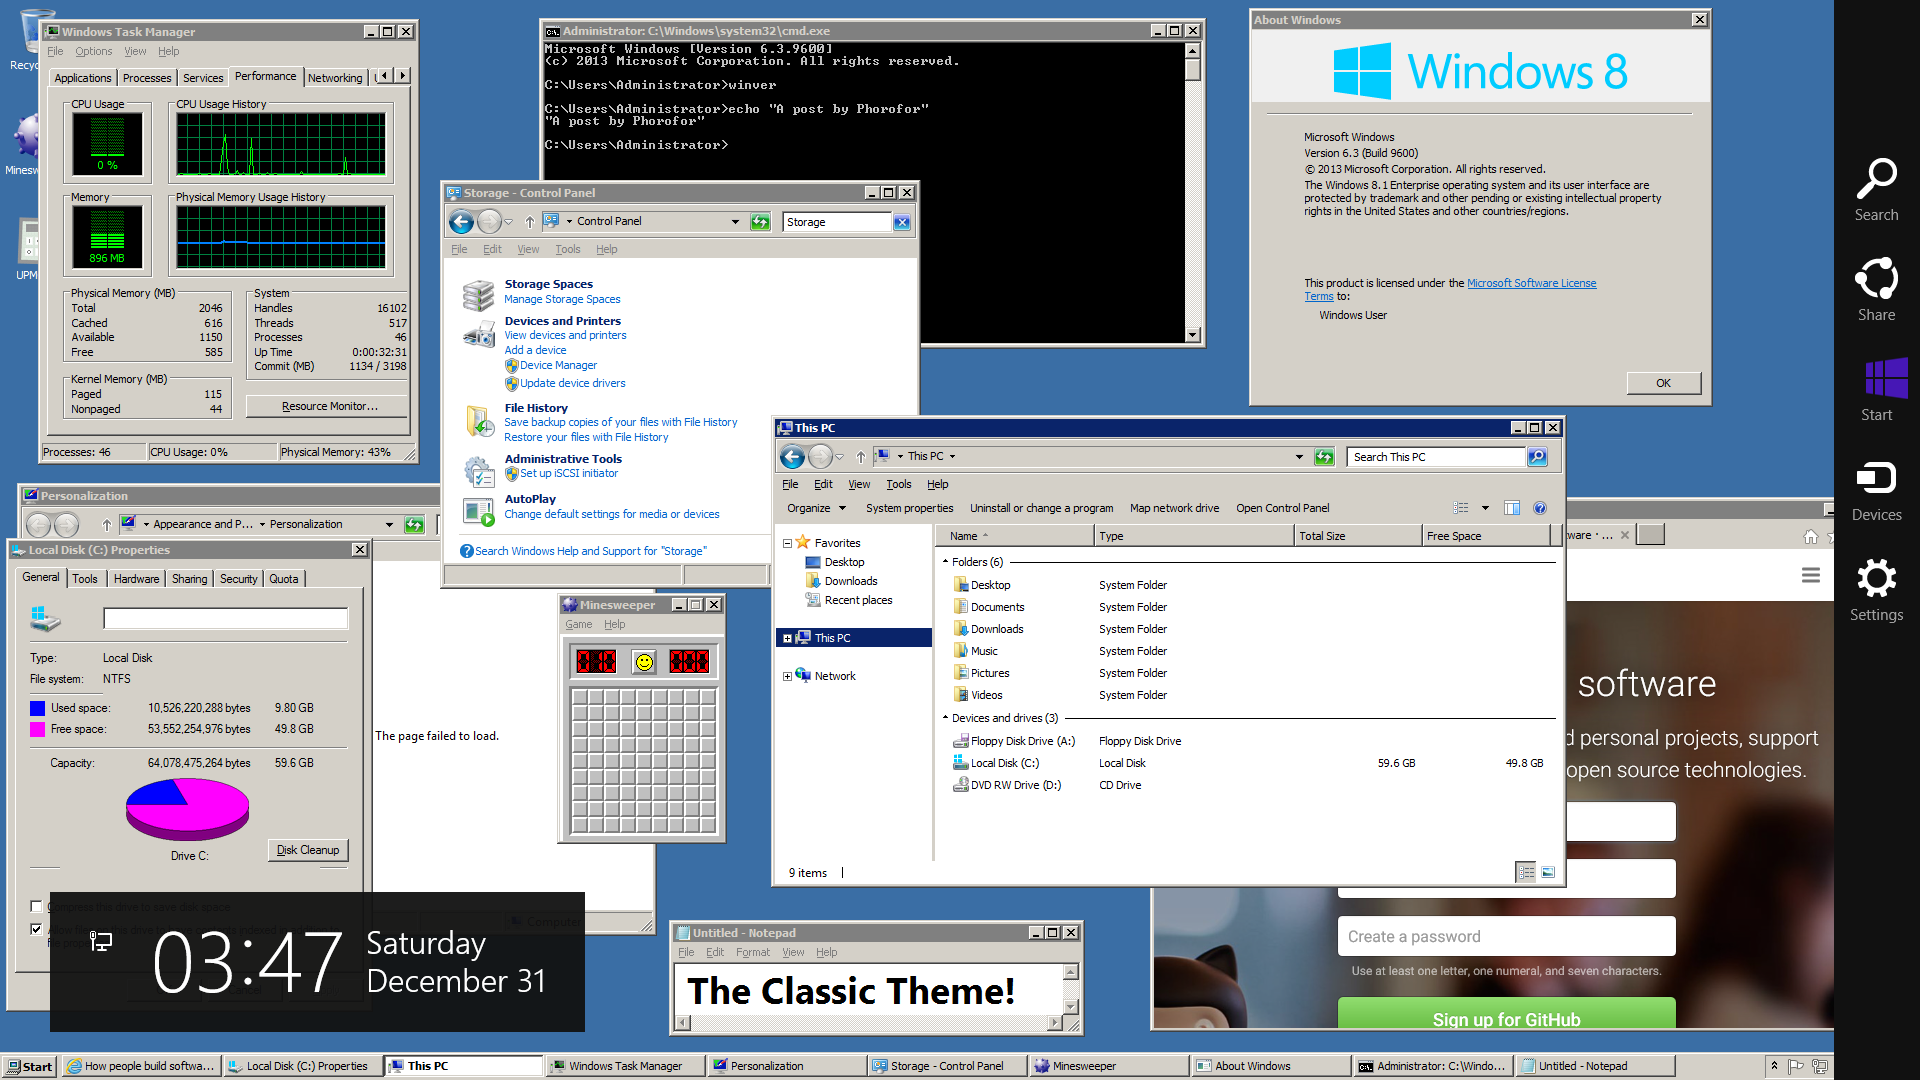 Recyc
Mines
UPM
Windows Task Manager
File Options View Help
Applications Processes Services Performance Networking
CPU Usage
CPU Usage History
0 %
Memory
Physical Memory Usage History
896 MB
Physical Memory (MB)
Total 2046
Cached 616
Available 1150
Free 585
System
Handles 16102
Threads 517
Processes 46
Up Time 0:00:32:31
Commit (MB) 1134 / 3198
Kernel Memory (MB)
Paged 115
Nonpaged 44
Resource Monitor...
Processes: 46 CPU Usage: 0% Physical Memory: 43%
Administrator: C:\Windows\system32\cmd.exe
Microsoft Windows [Version 6.3.9600]
(c) 2013 Microsoft Corporation. All rights reserved.
C:\Users\Administrator>winver
C:\Users\Administrator>echo "A post by Phorofor"
"A post by Phorofor"
C:\Users\Administrator>
About Windows
Windows 8
Microsoft Windows
Version 6.3 (Build 9600)
© 2013 Microsoft Corporation. All rights reserved.
The Windows 8.1 Enterprise operating system and its user interface are
protected by trademark and other pending or existing intellectual property
rights in the United States and other countries/regions.
This product is licensed under the Microsoft Software License
Terms to:
Windows User
OK
Search
Share
Start
Devices
Settings
Storage - Control Panel
Control Panel
Storage
File Edit View Tools Help
Storage Spaces
Manage Storage Spaces
Devices and Printers
View devices and printers
Add a device
Device Manager
Update device drivers
File History
Save backup copies of your files with File History
Restore your files with File History
Administrative Tools
Set up iSCSI initiator
AutoPlay
Change default settings for media or devices
Search Windows Help and Support for "Storage"
This PC
This PC
Search This PC
File Edit View Tools Help
Organize System properties Uninstall or change a program Map network drive Open Control Panel
Favorites
Desktop
Downloads
Recent places
This PC
Network
Name Type Total Size Free Space
Folders (6)
Desktop System Folder
Documents System Folder
Downloads System Folder
Music System Folder
Pictures System Folder
Videos System Folder
Devices and drives (3)
Floppy Disk Drive (A:) Floppy Disk Drive
Local Disk (C:) Local Disk 59.6 GB 49.8 GB
DVD RW Drive (D:) CD Drive
9 items
Personalization
Appearance and P... Personalization
The page failed to load.
Computer
Local Disk (C:) Properties
General Tools Hardware Sharing Security Quota
Type: Local Disk
File system: NTFS
Used space: 10,526,220,288 bytes 9.80 GB
Free space: 53,552,254,976 bytes 49.8 GB
Capacity: 64,078,475,264 bytes 59.6 GB
Drive C:
Disk Cleanup
Compress this drive to save disk space
03:47
Saturday
December 31
Minesweeper
Game Help
Untitled - Notepad
File Edit Format View Help
The Classic Theme!
ware · ...
software
d personal projects, support
open source technologies.
Create a password
Use at least one letter, one numeral, and seven characters.
Sign up for GitHub
Start How people build softwa... Local Disk (C:) Properties This PC Windows Task Manager Personalization Storage - Control Panel Minesweeper About Windows Administrator: C:\Windo... Untitled - Notepad